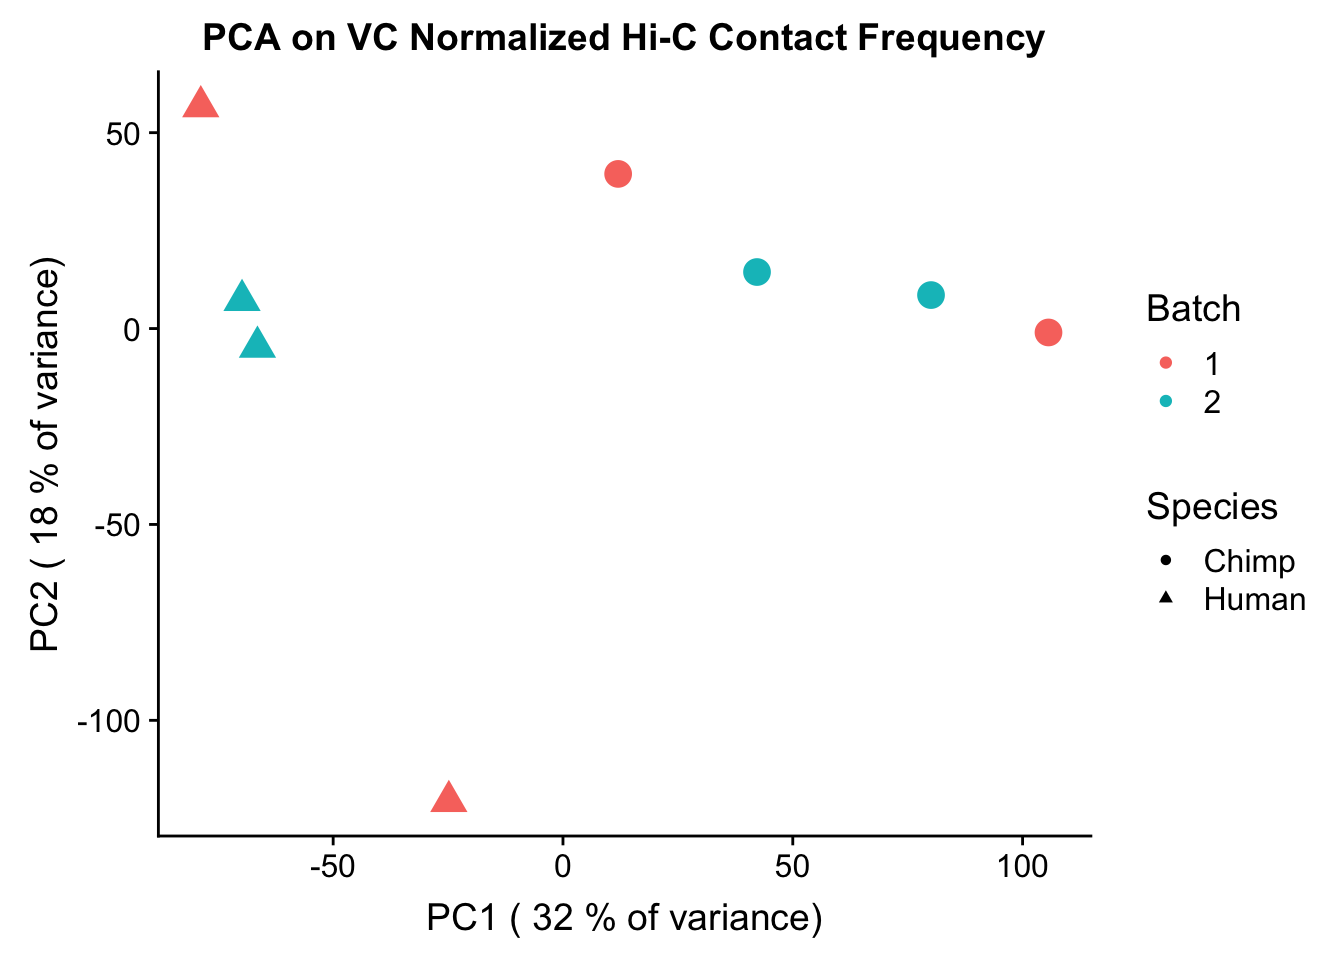 PCA on VC Normalized Hi-C Contact Frequency
PC2 ( 18 % of variance)
50
0
-50
-100
-50
0
50
100
PC1 ( 32 % of variance)
Batch
1
2
Species
Chimp
Human